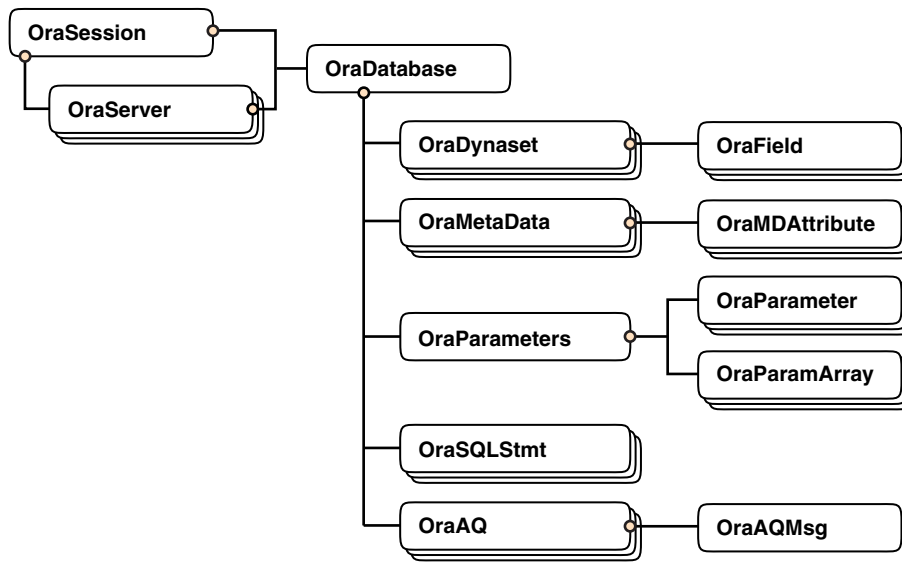 OraSession
OraDatabase
OraServer
OraDynaset
OraField
OraMetaData
OraMDAttribute
OraParameters
OraParameter
OraParamArray
OraSQLStmt
OraAQ
OraAQMsg